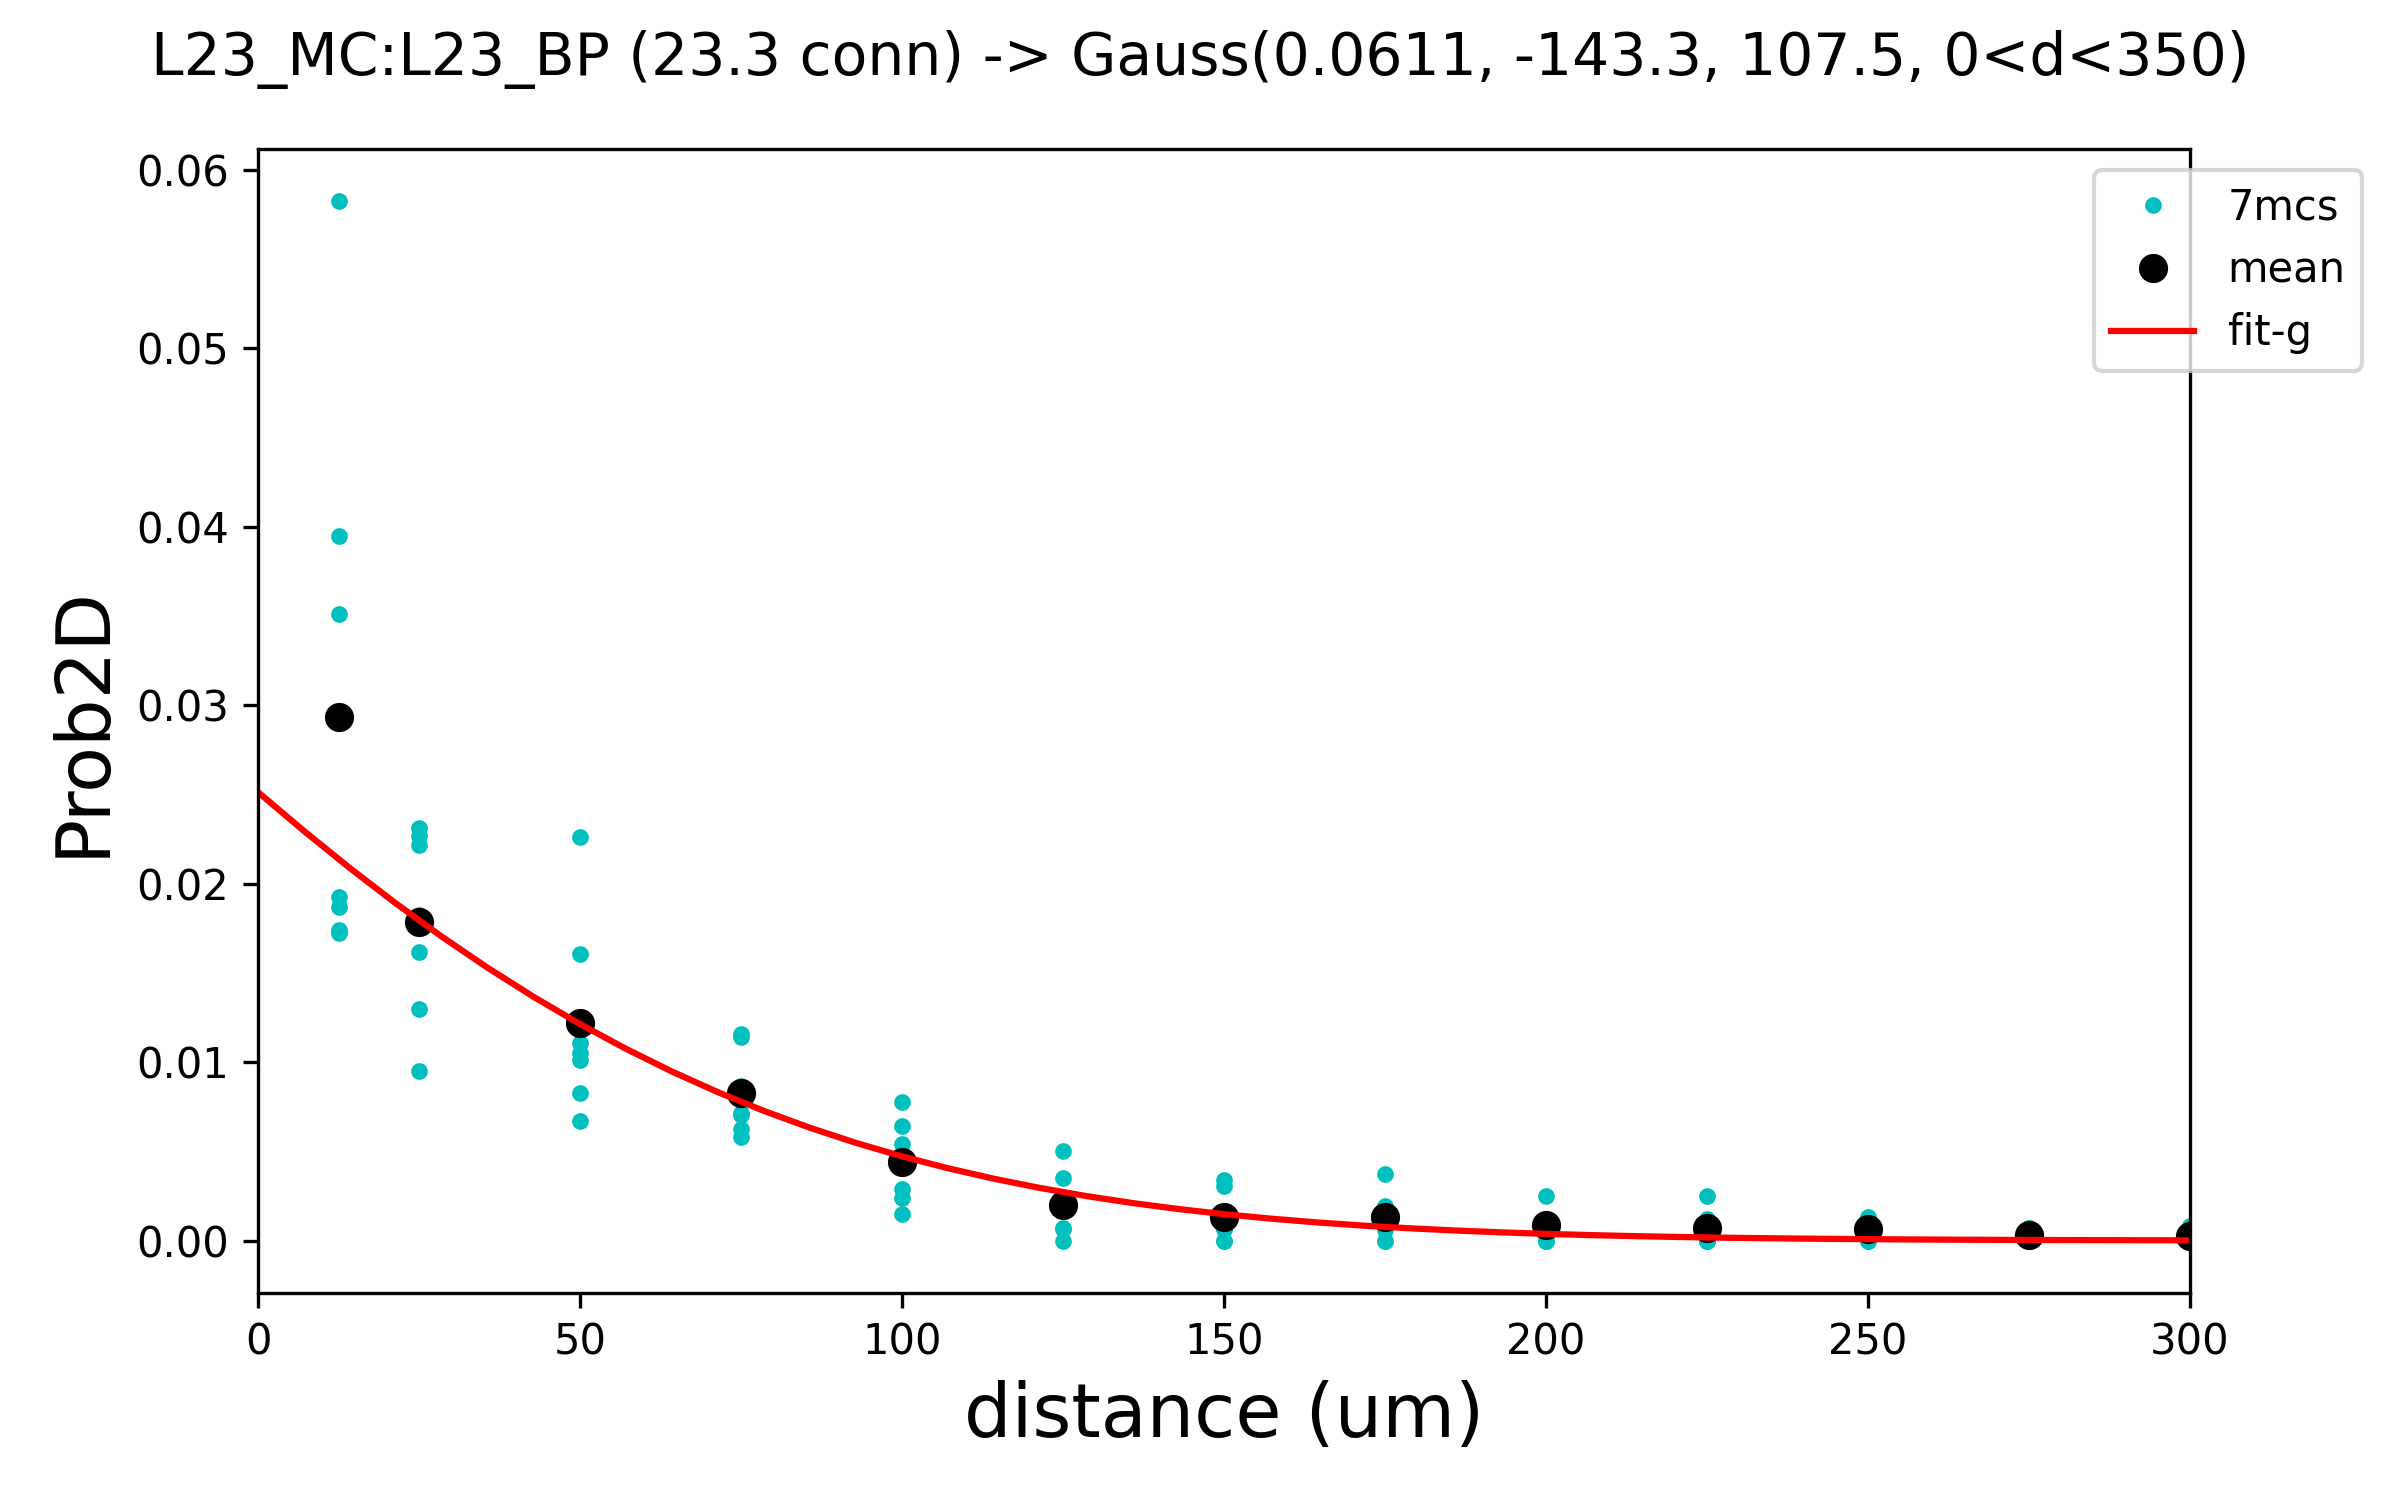 L23_MC:L23_BP (23.3 conn) -> Gauss(0.0611, -143.3, 107.5, 0<d<350)
7mcs
mean
fit-g
Prob2D
0.06
0.05
0.04
0.03
0.02
0.01
0.00
0 50 100 150 200 250 300
distance (um)